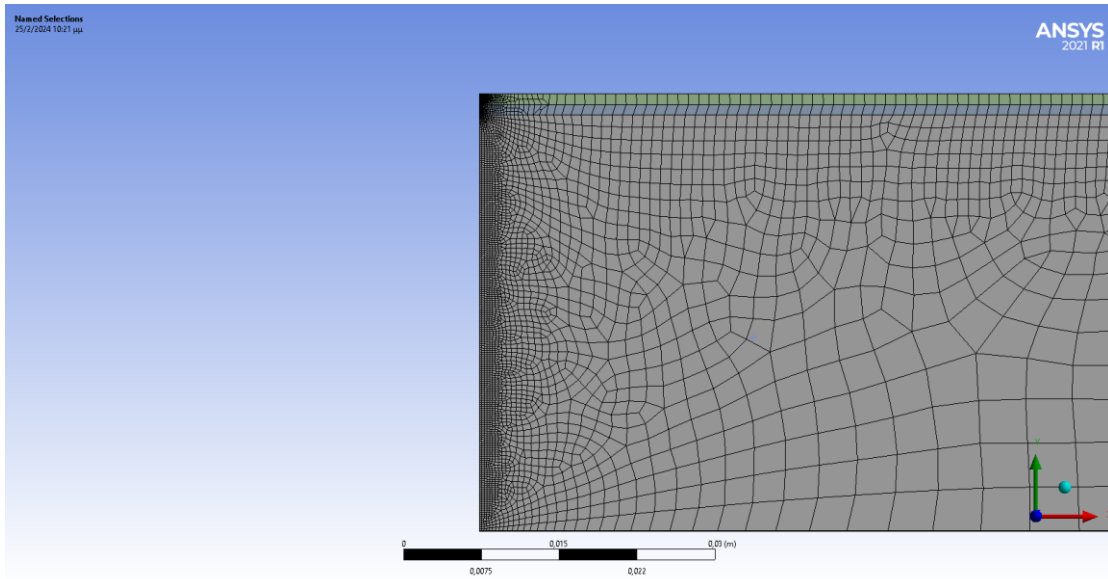 Named Selections
25/2/2024 10:21 μμ
ANSYS
2021 R1
Y
0
0,015
0,03 (m)
0,0075
0,022